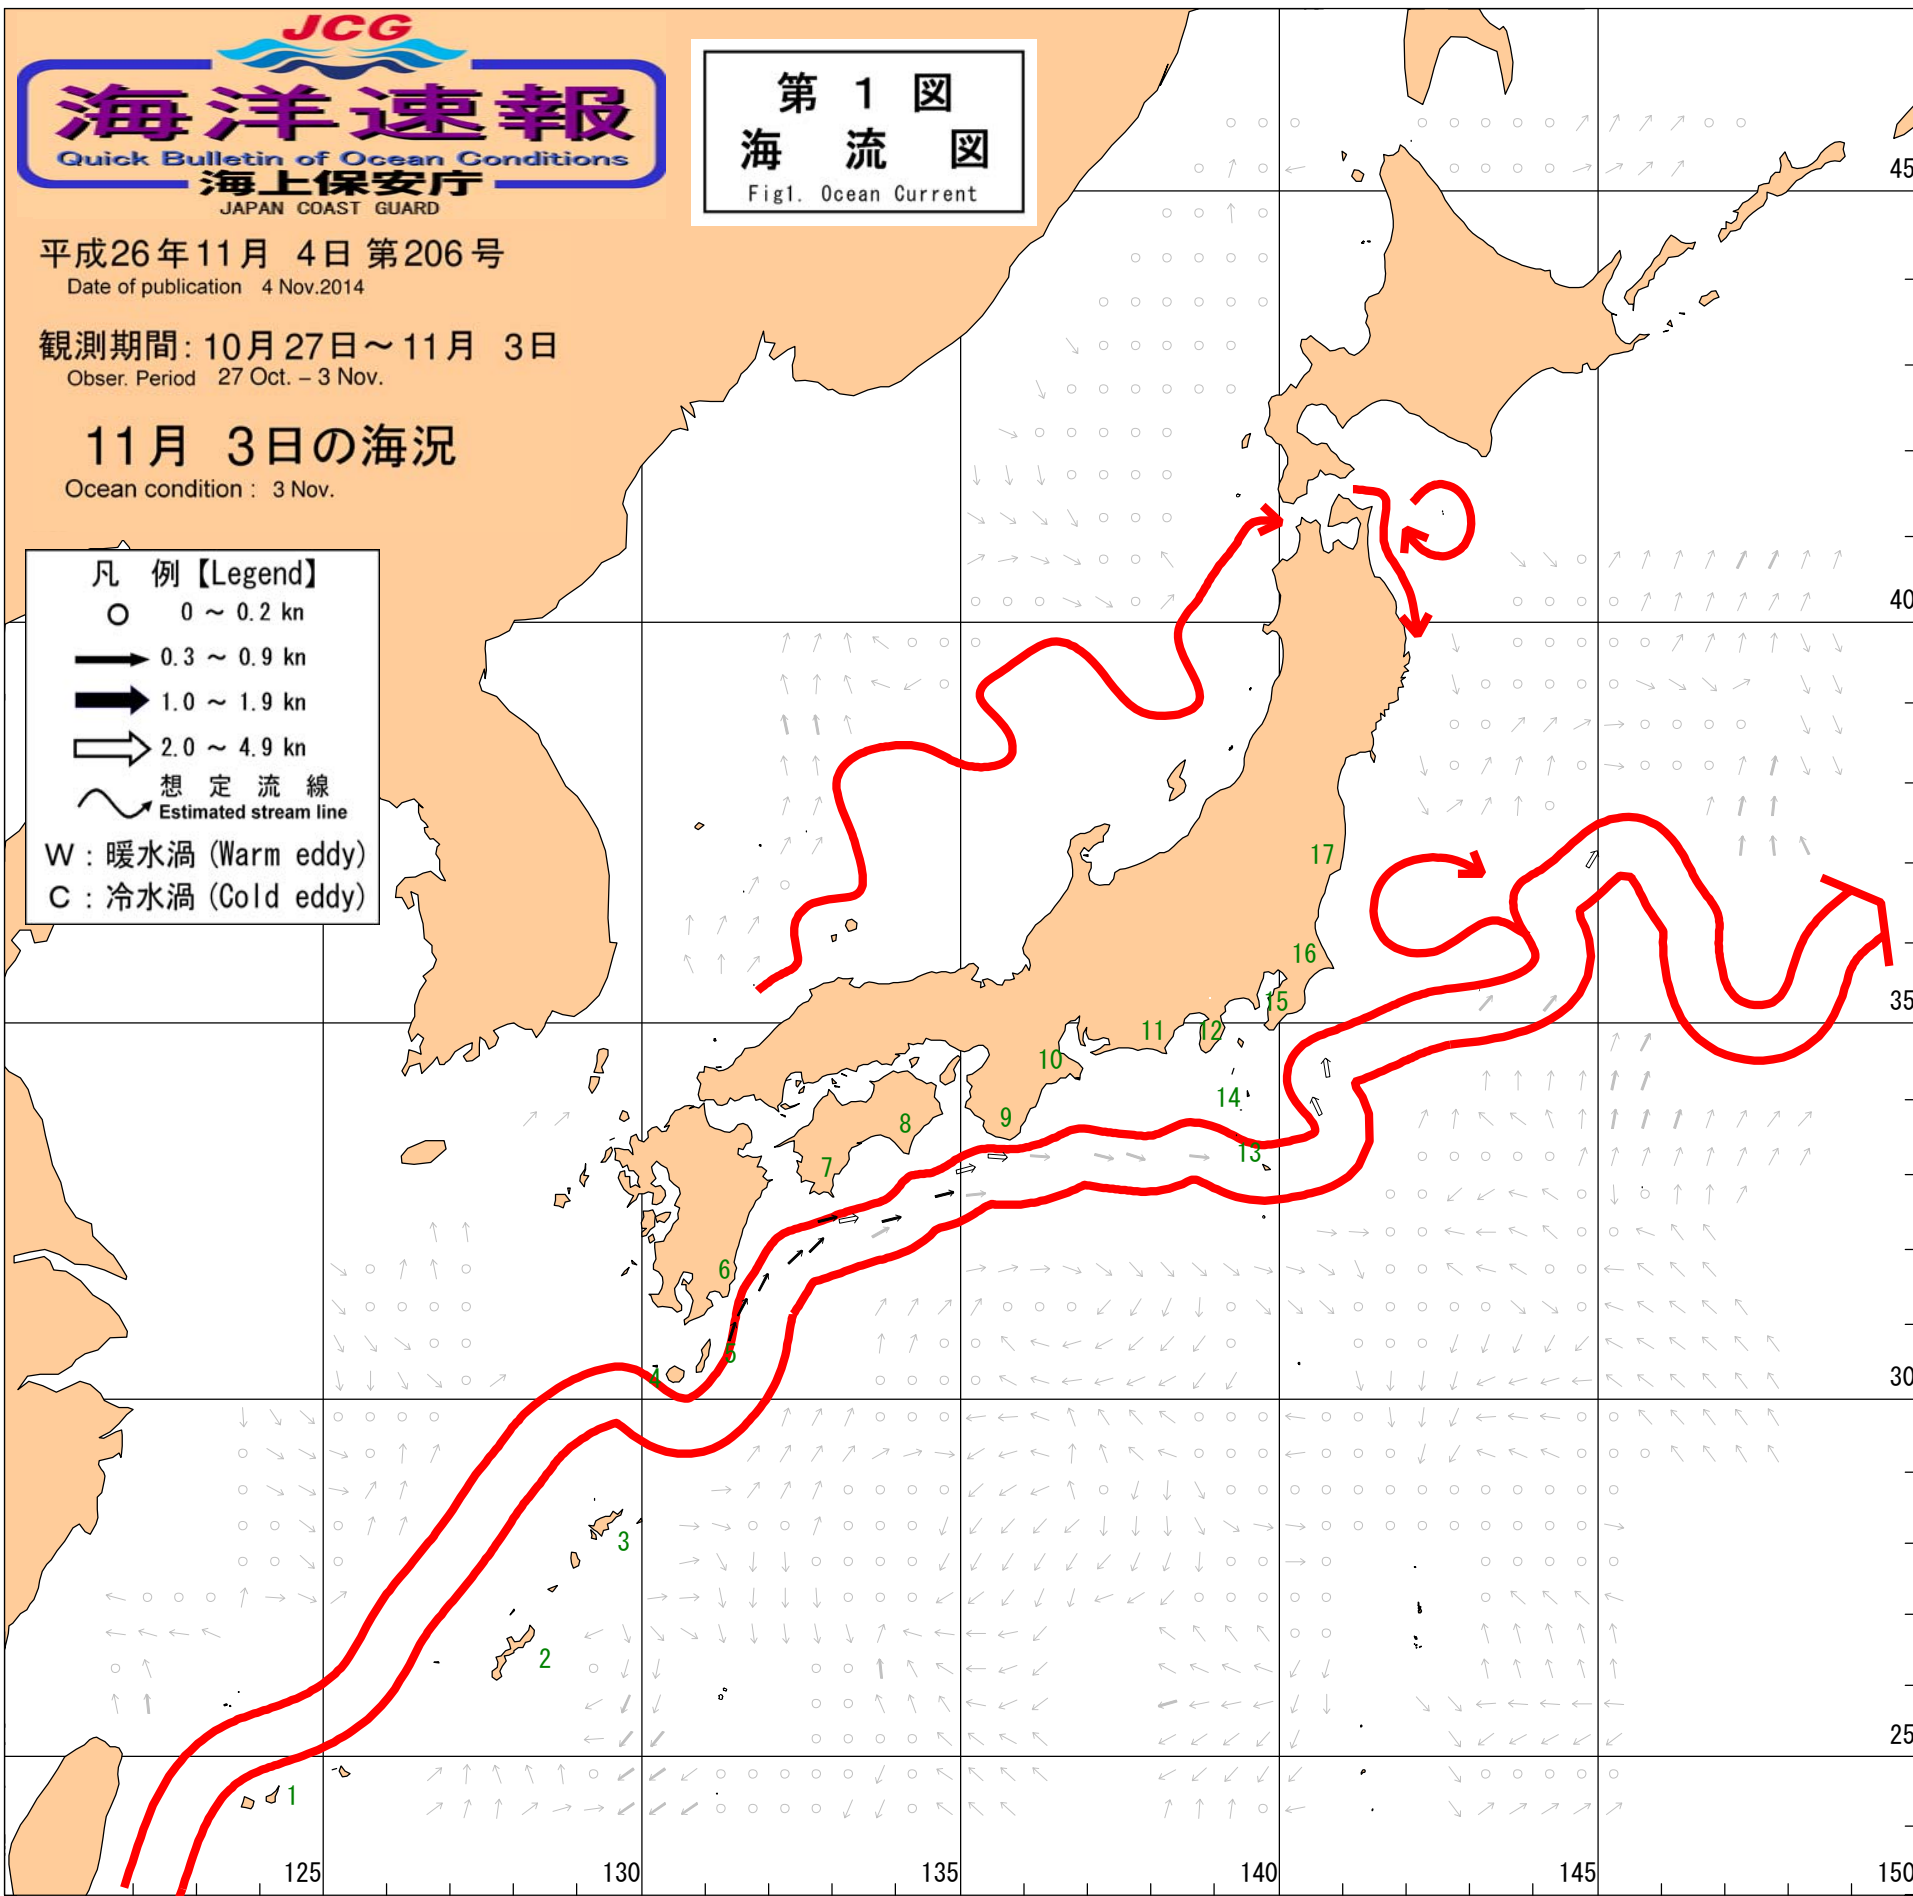 JCG
海洋速報
Quick Bulletin of Ocean Conditions
海上保安庁
JAPAN COAST GUARD
第 1 図
海 流 図
Fig1. Ocean Current
平成26年11月 4日 第206号
Date of publication 4 Nov.2014
観測期間: 10月27日～11月 3日
Obser. Period 27 Oct. – 3 Nov.
11月 3日の海況
Ocean condition : 3 Nov.
凡 例【Legend】
0 ～ 0.2 kn
0.3 ～ 0.9 kn
1.0 ～ 1.9 kn
2.0 ～ 4.9 kn
想 定 流 線
Estimated stream line
W : 暖水渦 (Warm eddy)
C : 冷水渦 (Cold eddy)
45
40
17
16
35
15
12
11
10
14
9
8
13
7
6
5
4
30
3
2
25
1
125
130
135
140
145
150